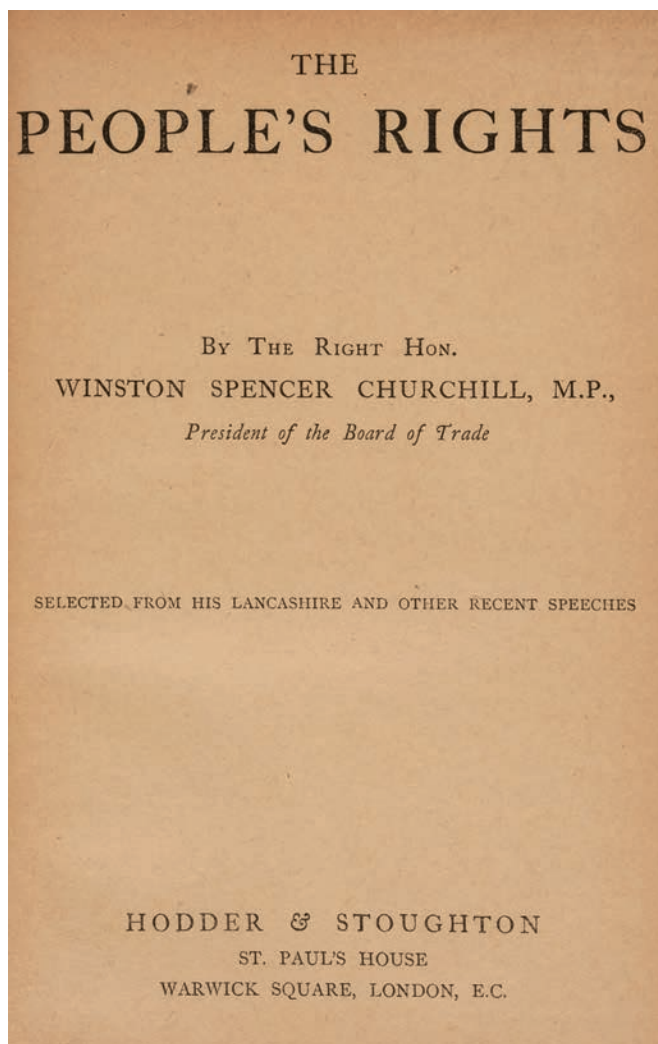 THE
PEOPLE'S RIGHTS
By The Right Hon.
WINSTON SPENCER CHURCHILL, M.P.,
President of the Board of Trade
SELECTED FROM HIS LANCASHIRE AND OTHER RECENT SPEECHES
HODDER & STOUGHTON
ST. PAUL'S HOUSE
WARWICK SQUARE, LONDON, E.C.